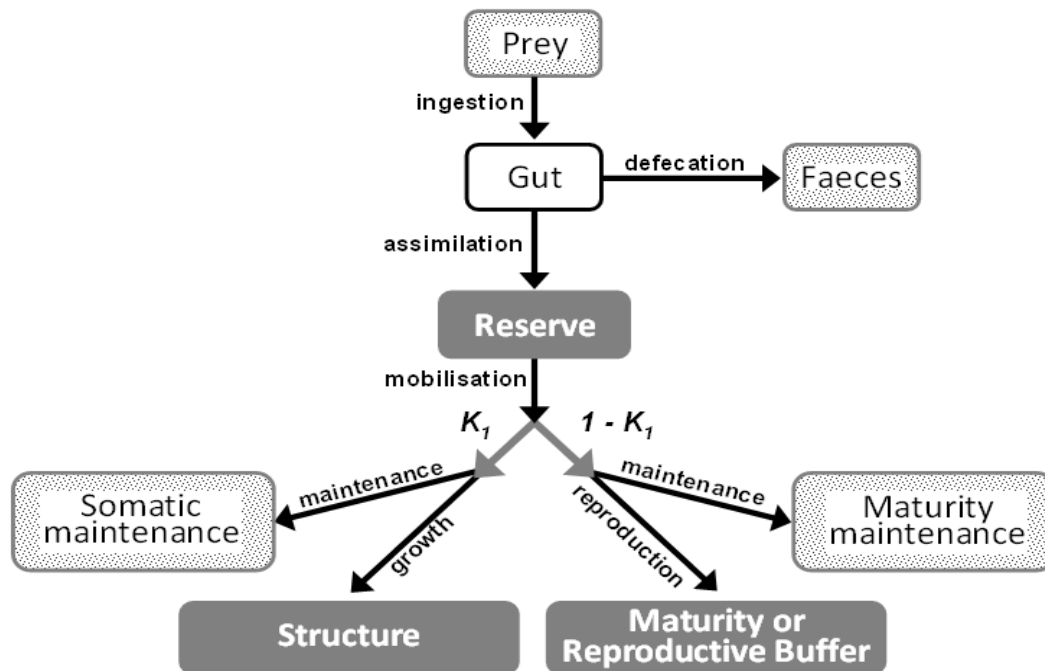 Prey
ingestion
Gut
defecation
Faeces
assimilation
Reserve
mobilisation
K1
1 - K1
maintenance
maintenance
Somatic
maintenance
growth
reproduction
Maturity
maintenance
Structure
Maturity or
Reproductive Buffer